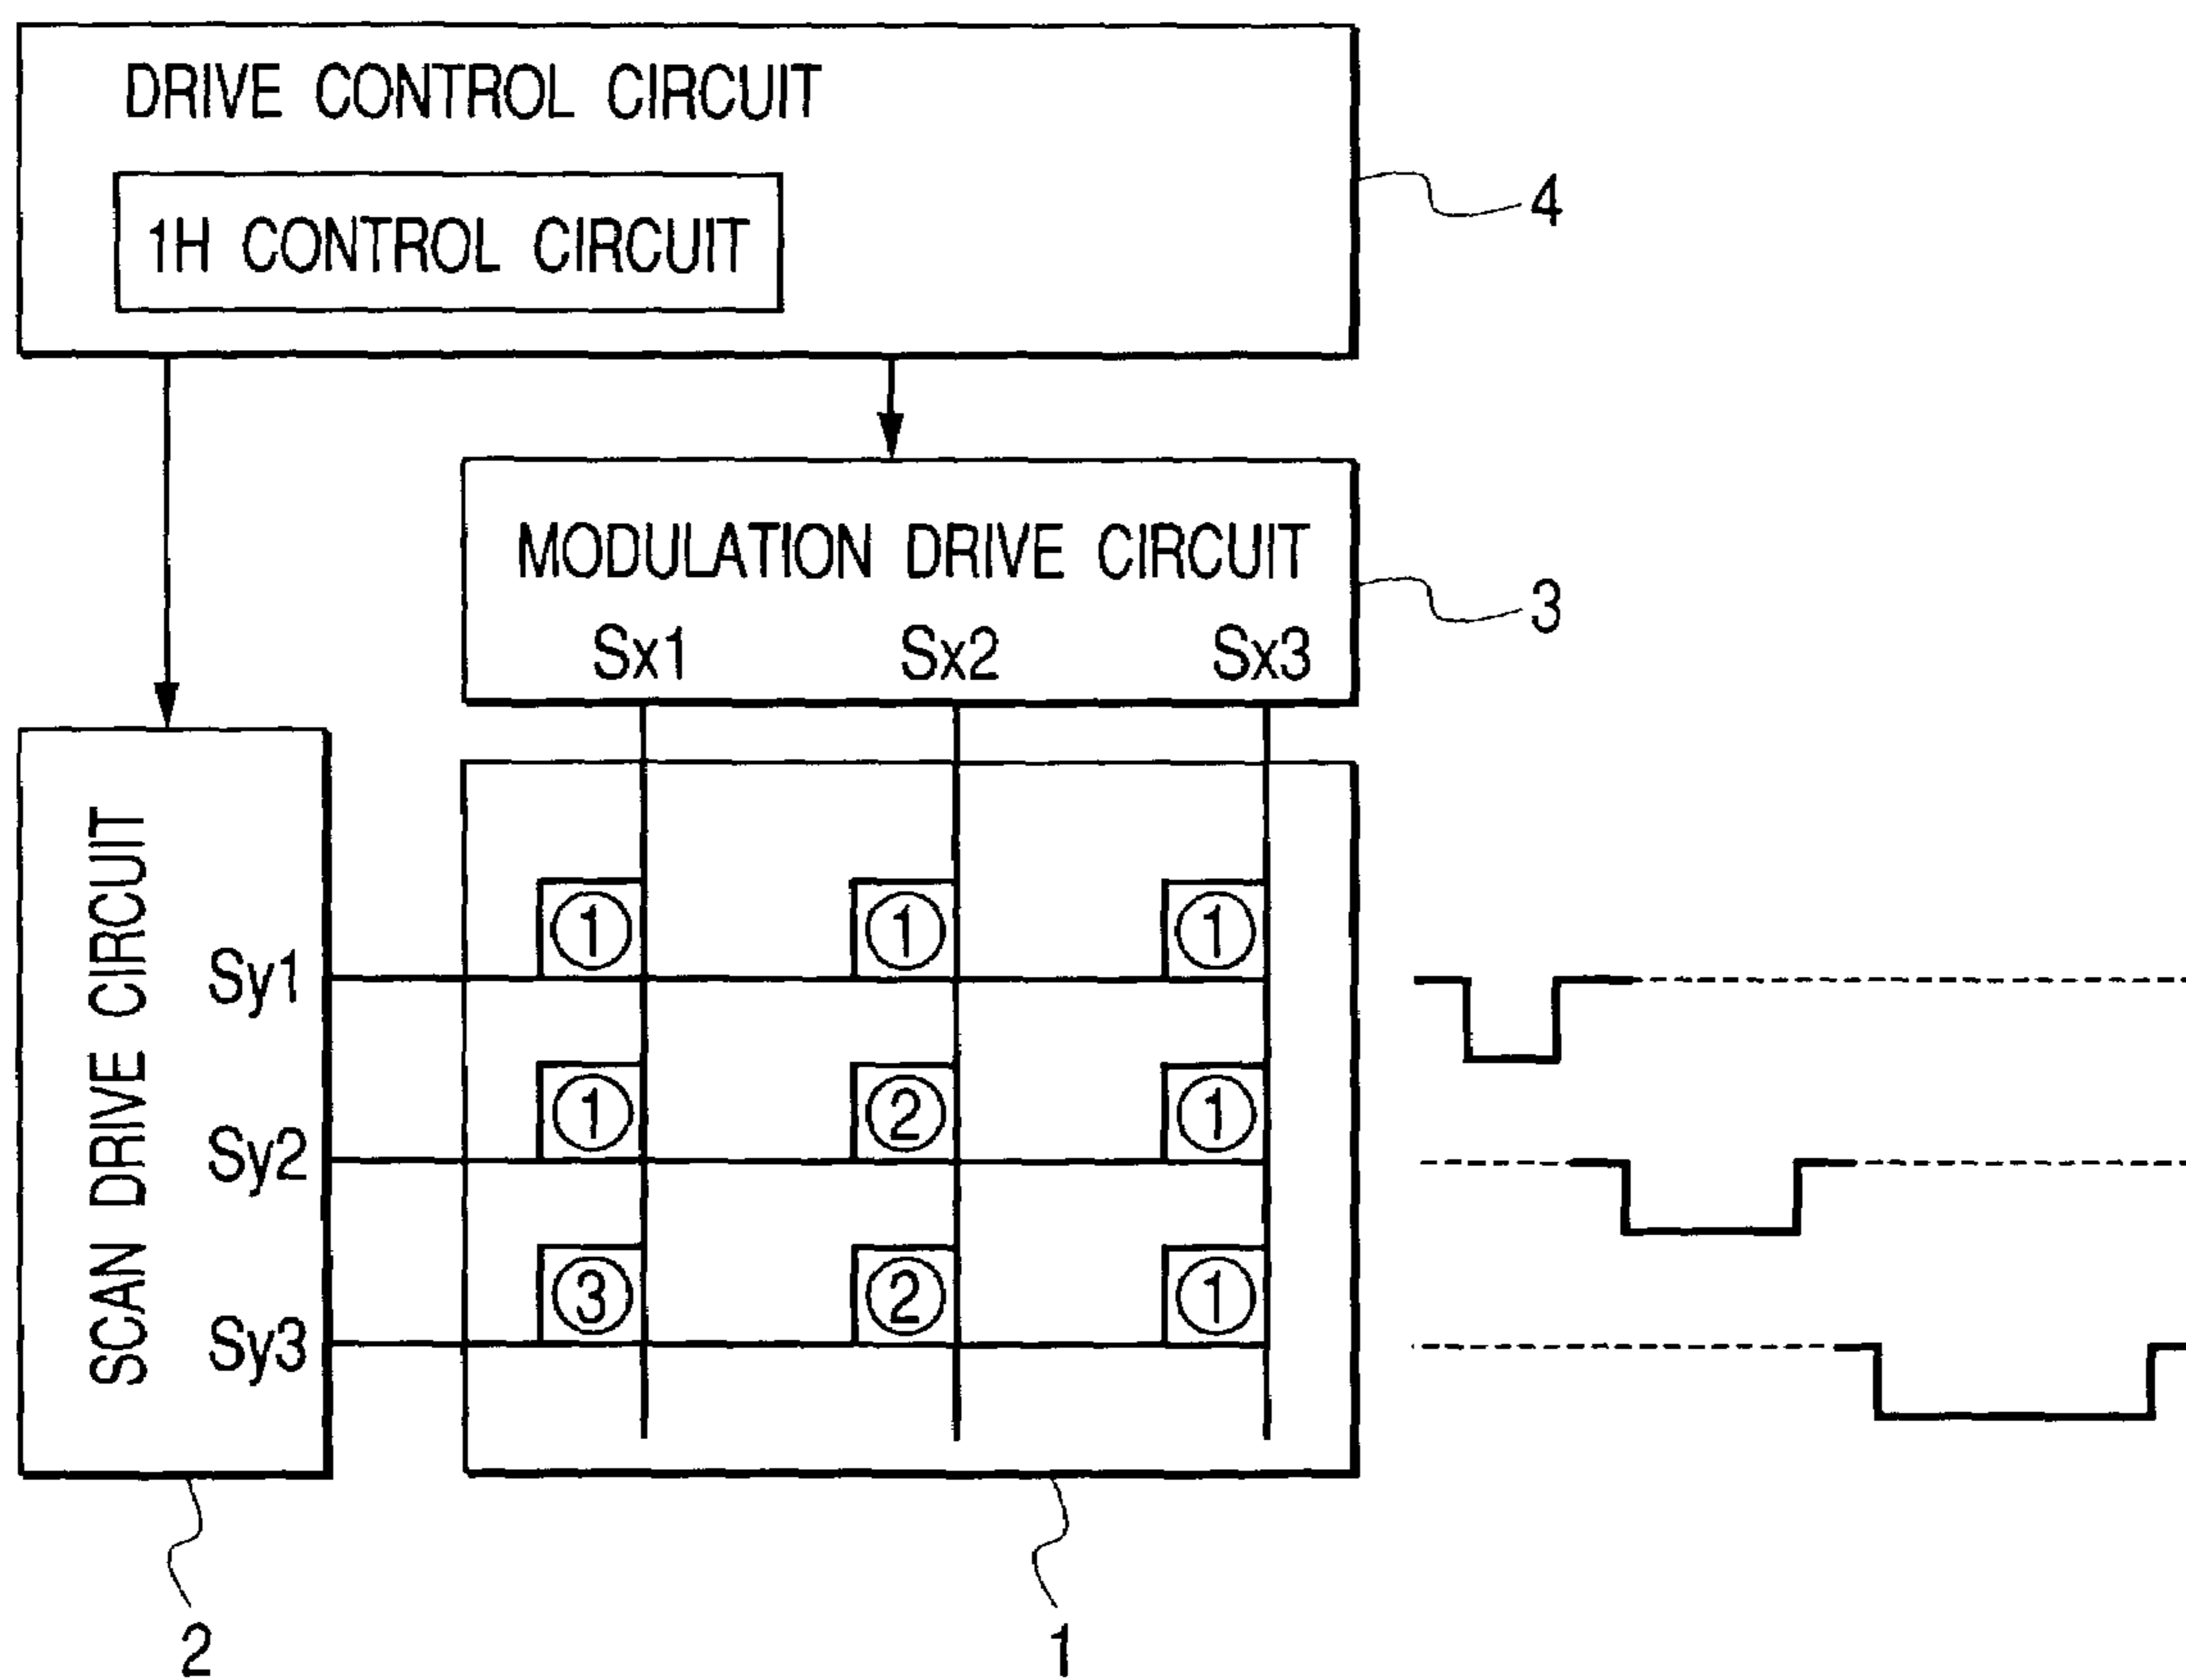 DRIVE CONTROL CIRCUIT
1H CONTROL CIRCUIT
4
MODULATION DRIVE CIRCUIT
3
Sx1 Sx2 Sx3
SCAN DRIVE CIRCUIT
① ① ①
Sy1
① ② ①
Sy2
③ ② ①
Sy3
2 1